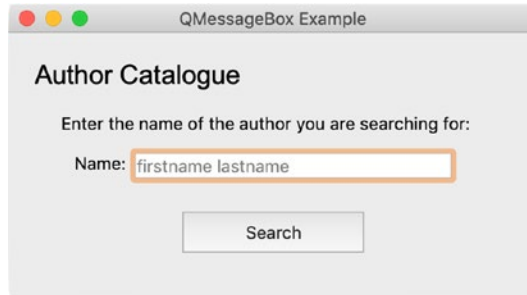 QMessageBox Example
Author Catalogue
Enter the name of the author you are searching for:
Name: firstname lastname
Search